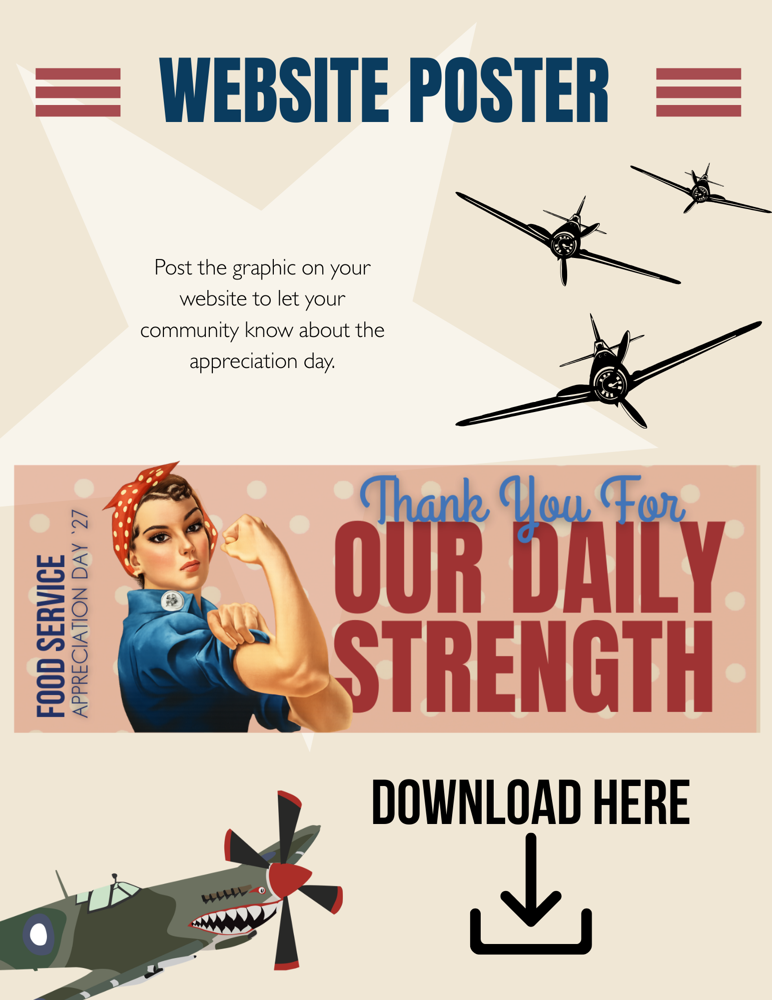 WEBSITE POSTER
Post the graphic on your
website to let your
community know about the
appreciation day.
FOOD SERVICE
APPRECIATION DAY '27
Thank You For
OUR DAILY
STRENGTH
DOWNLOAD HERE